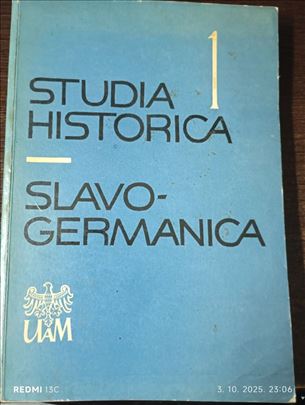 1
STUDIA
HISTORICA
SLAVO-
GERMANICA
UAM
REDMI 13C
3. 10. 2025. 23:06